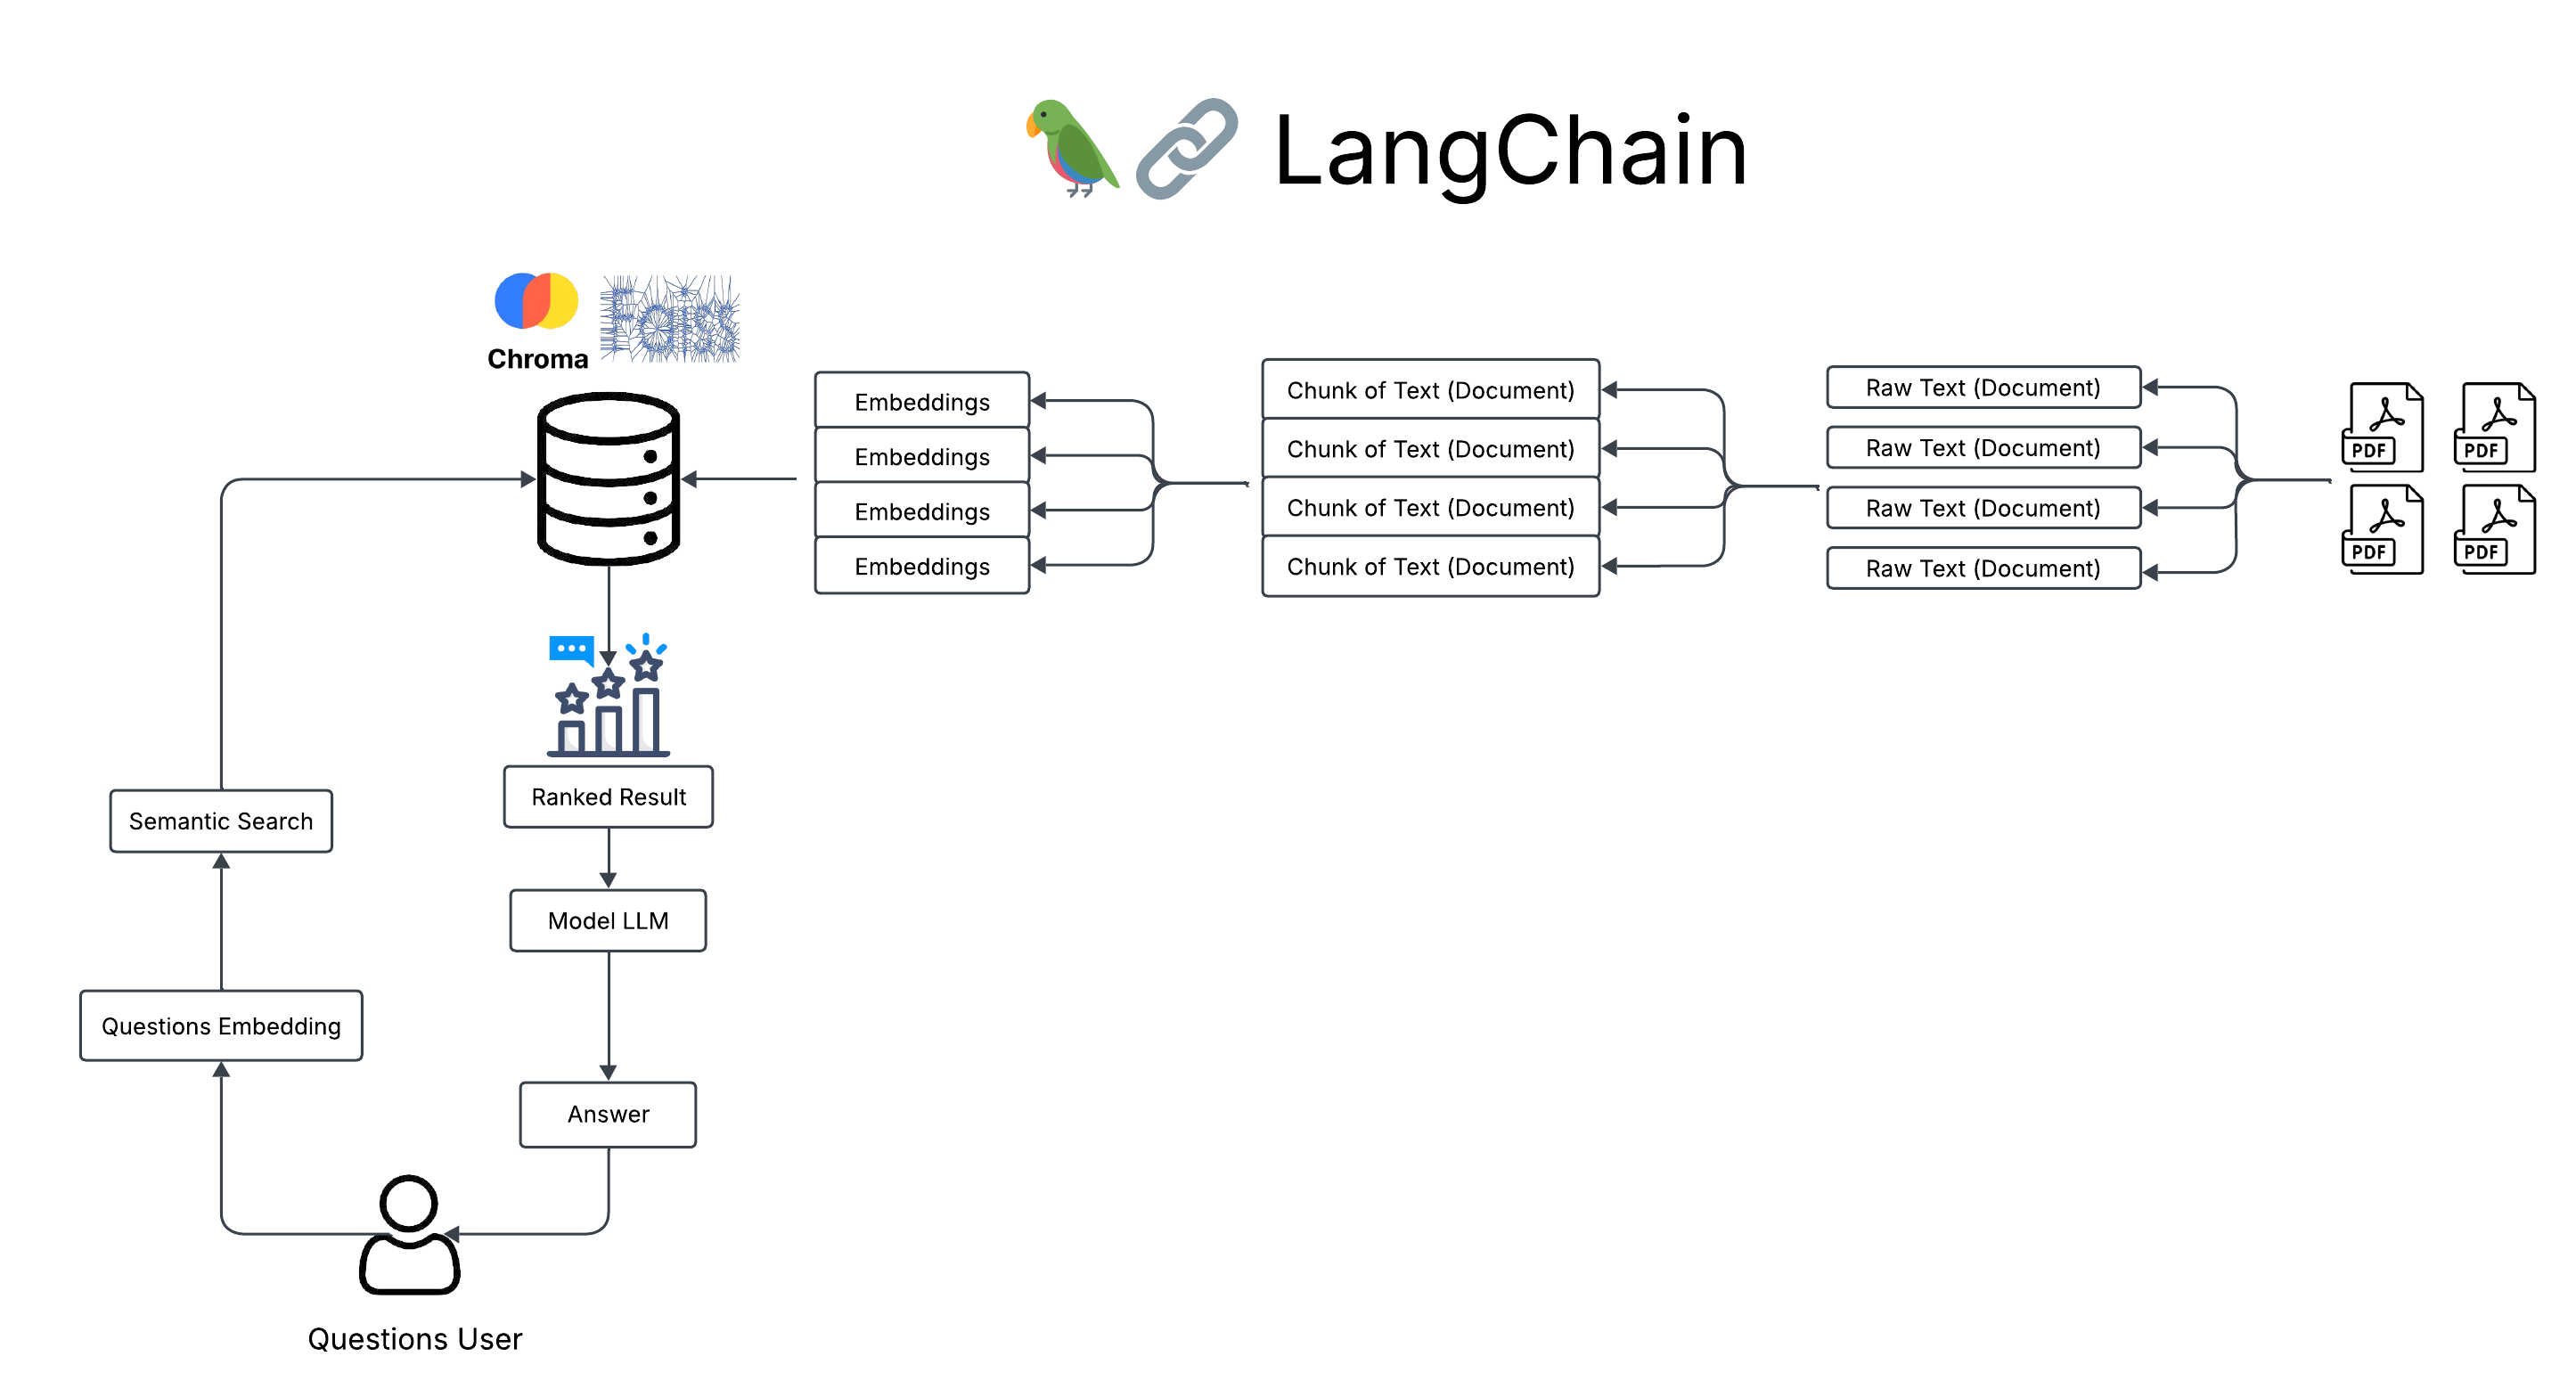 LangChain
Chroma
Faiss
Embeddings
Embeddings
Embeddings
Embeddings
Chunk of Text (Document)
Chunk of Text (Document)
Chunk of Text (Document)
Chunk of Text (Document)
Raw Text (Document)
Raw Text (Document)
Raw Text (Document)
Raw Text (Document)
PDF
PDF
PDF
PDF
Ranked Result
Semantic Search
Model LLM
Questions Embedding
Answer
Questions User